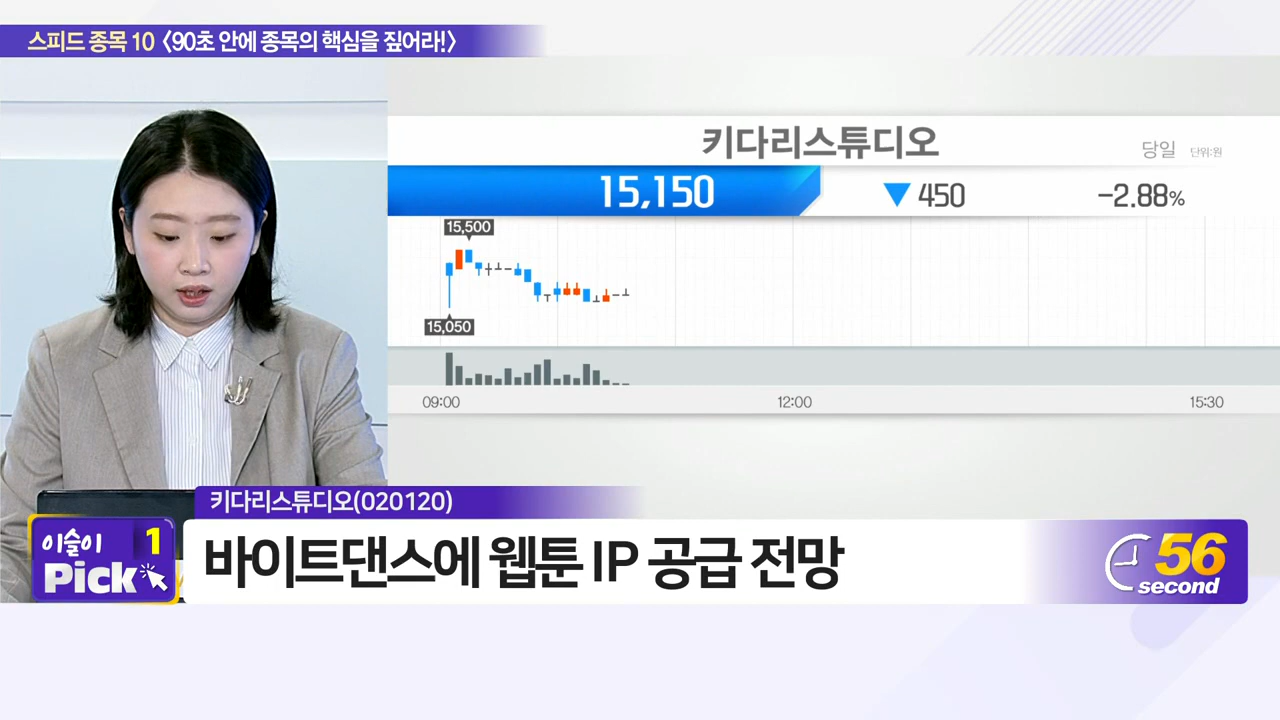 스피드 종목 10 〈90초 안에 종목의 핵심을 짚어라!〉
키다리스튜디오
당일 단위:원
15,150 ▼ 450 -2.88%
15,500
15,050
09:00 12:00 15:30
키다리스튜디오(020120)
이슬이 1
Pick
바이트댄스에 웹툰 IP 공급 전망
56
second